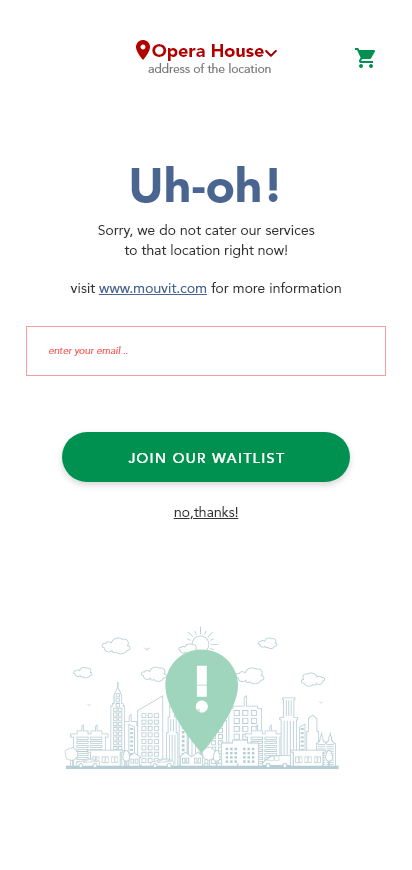 Opera House
address of the location
Uh-oh!
Sorry, we do not cater our services
to that location right now!
visit www.mouvit.com for more information
enter your email ..
JOIN OUR WAITLIST
no,thanks!